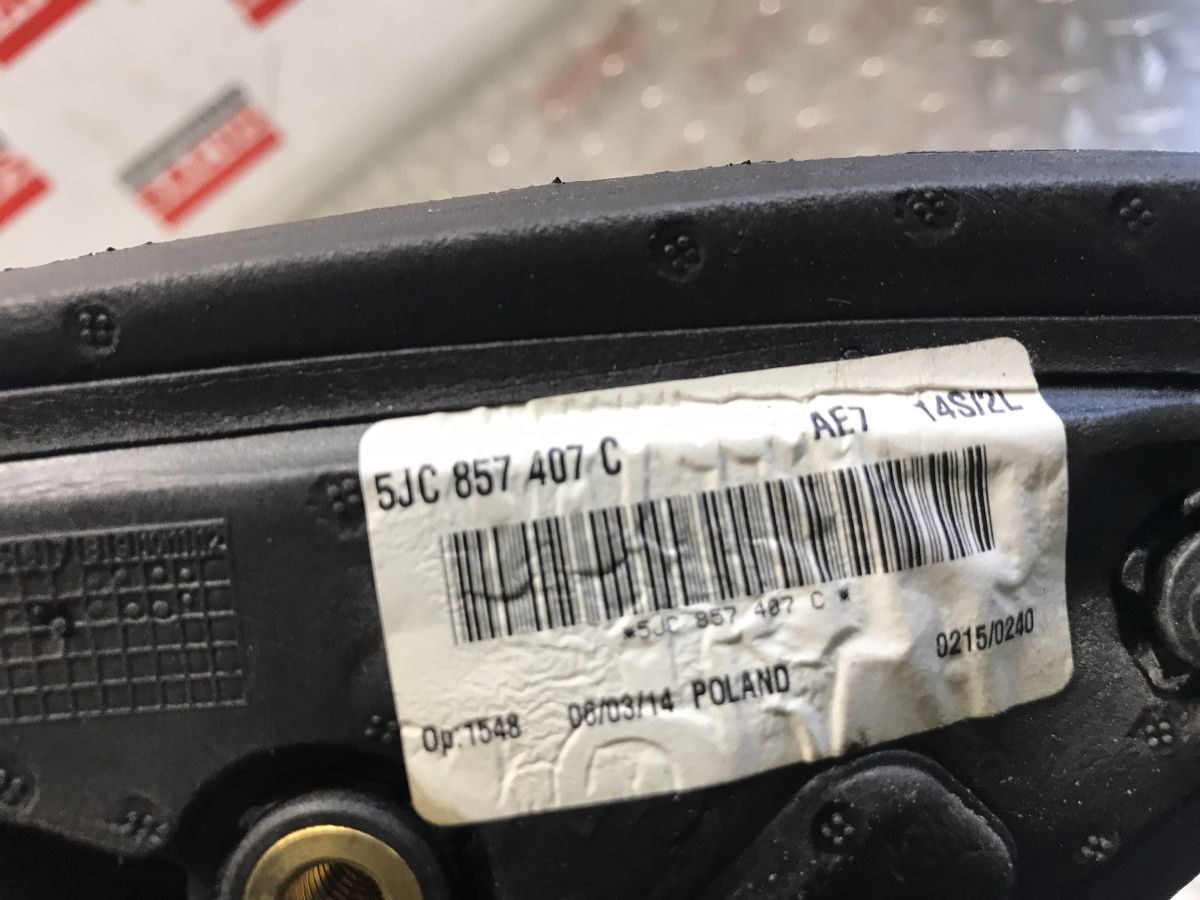 5JC 857 407 C
AE7 14S/2L
*5JC 857 407 C *
0215/0240
Op:1548 08/03/14 POLAND